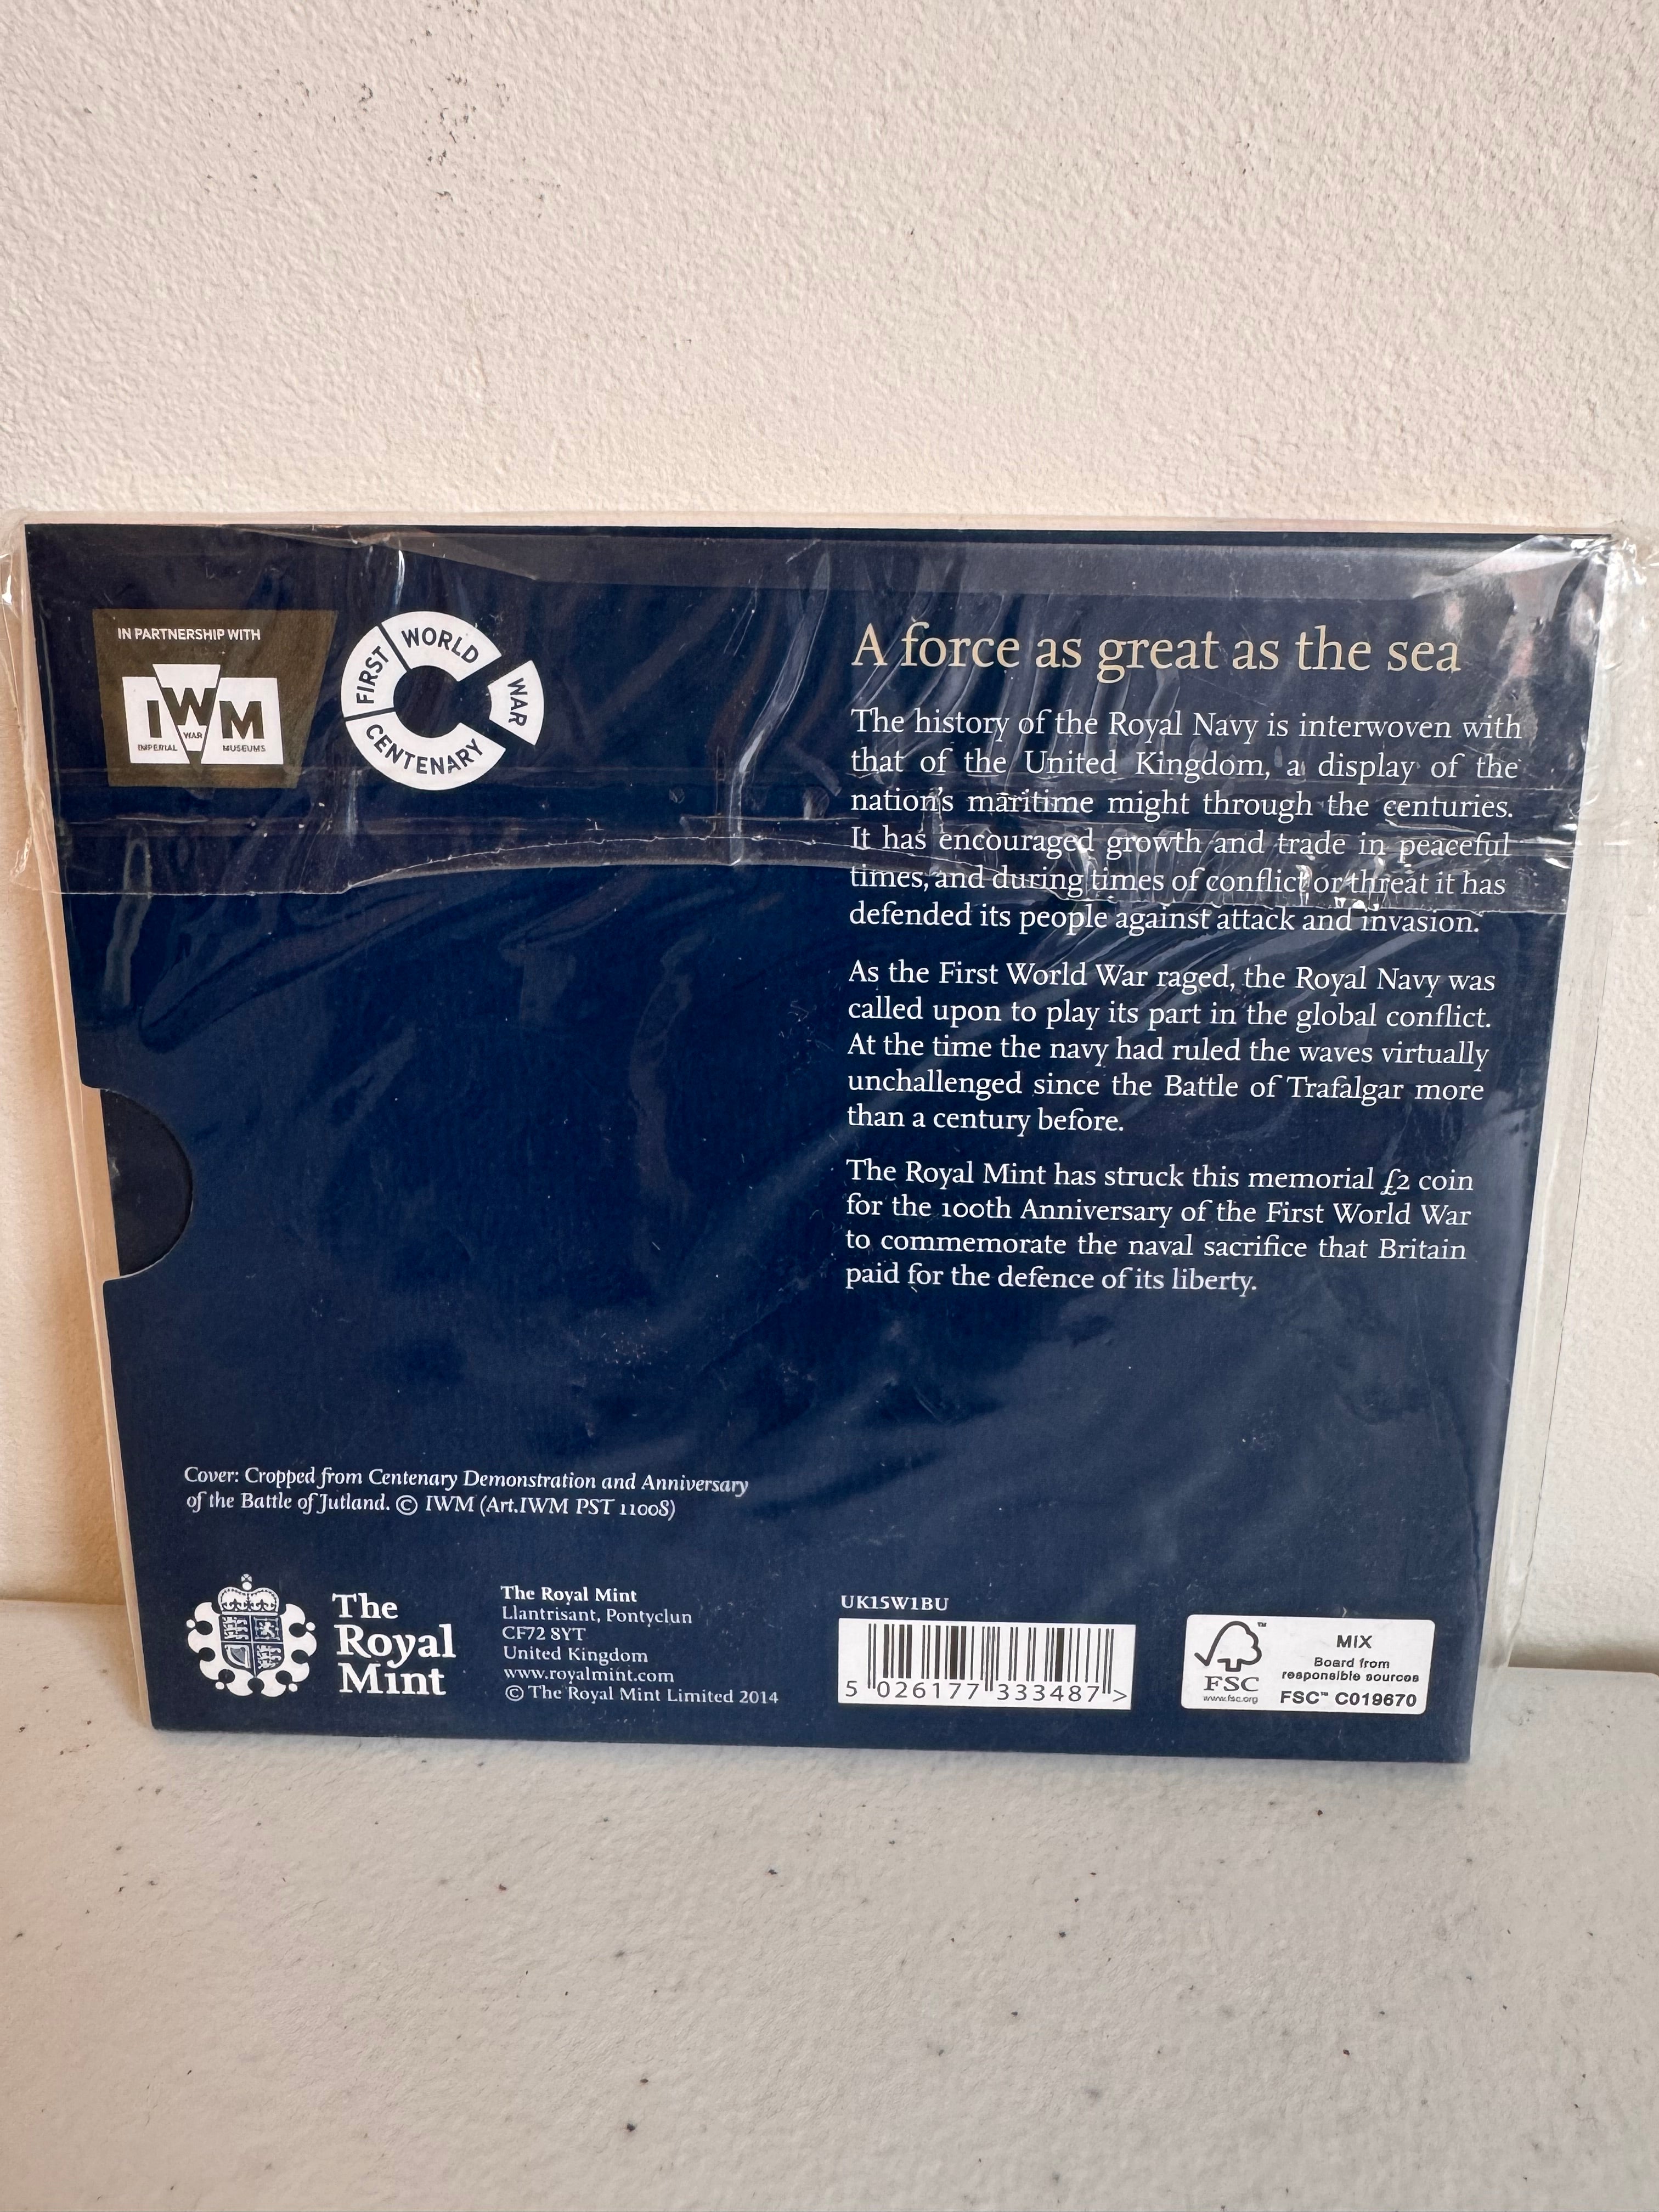 IN PARTNERSHIP WITH
IWM
IMPERIAL WAR MUSEUMS
FIRST WORLD WAR CENTENARY
A force as great as the sea
The history of the Royal Navy is interwoven with
that of the United Kingdom, a display of the
nation's maritime might through the centuries.
It has encouraged growth and trade in peaceful
times, and during times of conflict or threat it has
defended its people against attack and invasion.
As the First World War raged, the Royal Navy was
called upon to play its part in the global conflict.
At the time the navy had ruled the waves virtually
unchallenged since the Battle of Trafalgar more
than a century before.
The Royal Mint has struck this memorial £2 coin
for the 100th Anniversary of the First World War
to commemorate the naval sacrifice that Britain
paid for the defence of its liberty.
Cover: Cropped from Centenary Demonstration and Anniversary
of the Battle of Jutland. © IWM (Art.IWM PST 11008)
The
Royal
Mint
The Royal Mint
Llantrisant, Pontyclun
CF72 8YT
United Kingdom
www.royalmint.com
© The Royal Mint Limited 2014
UK15W1BU
5 026177 333487 >
FSC™
www.fsc.org
MIX
Board from
responsible sources
FSC™ C019670